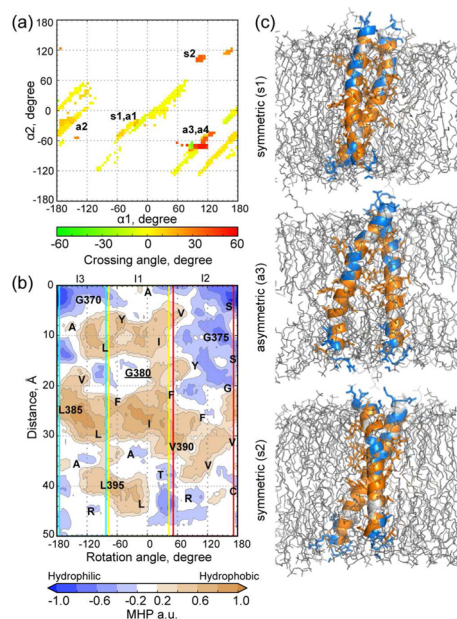 (a)
180
120
60
0
-60
-120
-180
α2, degree
s2
s1,a1
a2
a3,a4
-180 -120 -60 0 60 120 180
α1, degree
-60 -30 0 30 60
Crossing angle, degree
(b)
I3 I1 I2
0
10
20
30
40
50
Distance, Å
G370 A S
V
A Y G375
L I S
G380 Y
V G
L385 F F
F
L I V
V390
A A V
L395 T
R C
R L
-180 -120 -60 0 60 120 180
Rotation angle, degree
Hydrophilic Hydrophobic
-1.0 -0.6 -0.2 0.2 0.6 1.0
MHP a.u.
(c)
symmetric (s1)
asymmetric (a3)
symmetric (s2)